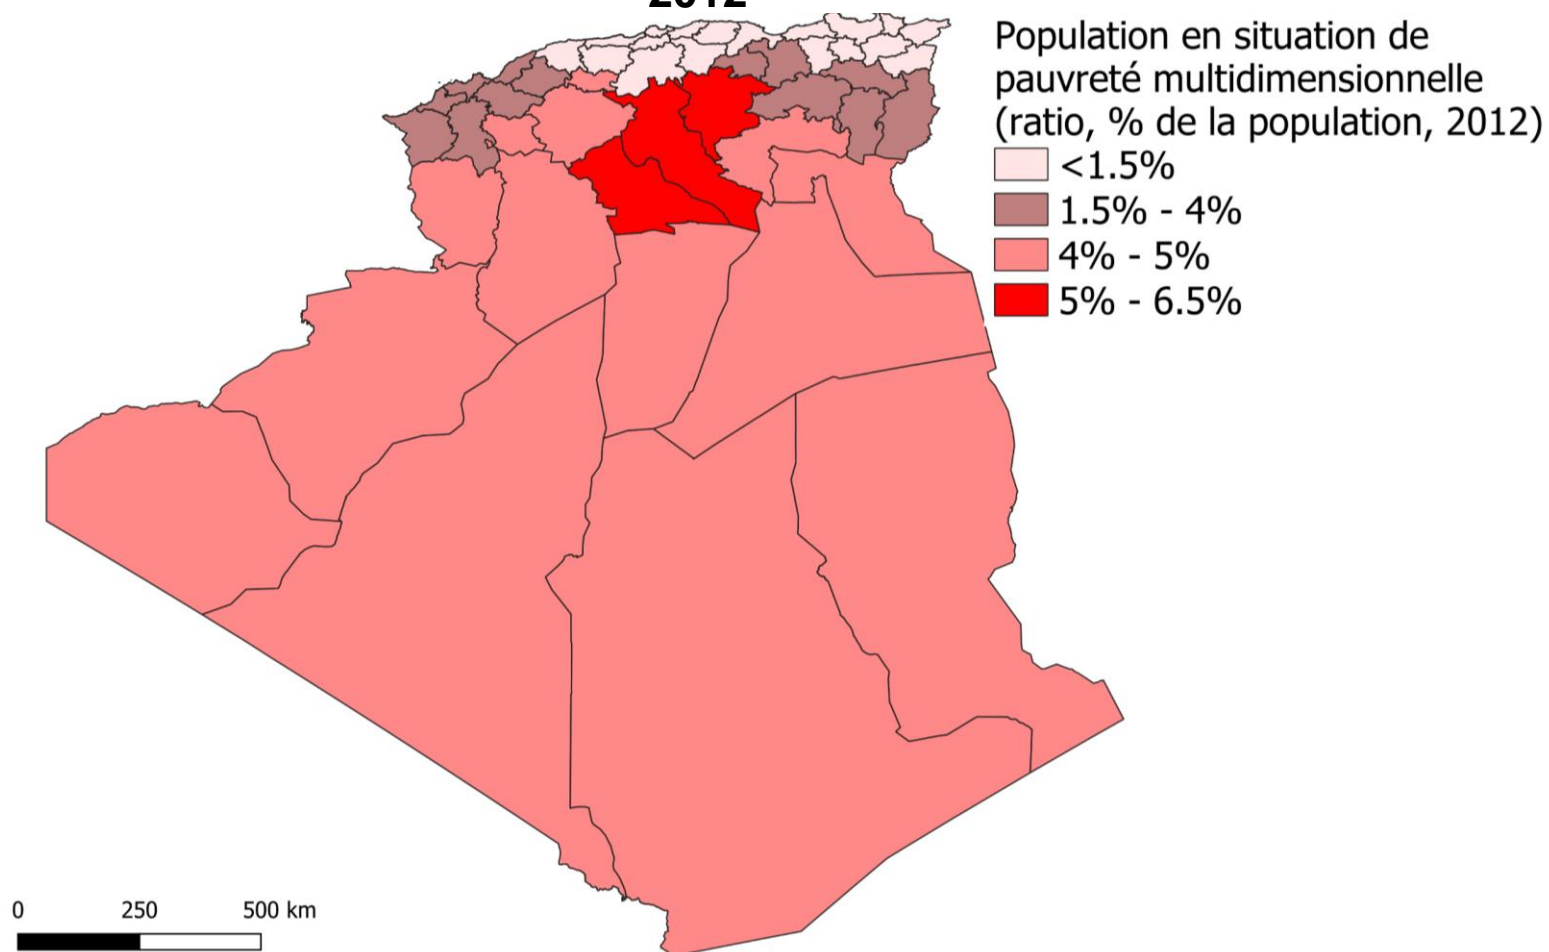 2012
Population en situation de
pauvreté multidimensionnelle
(ratio, % de la population, 2012)
<1.5%
1.5% - 4%
4% - 5%
5% - 6.5%
0 250 500 km